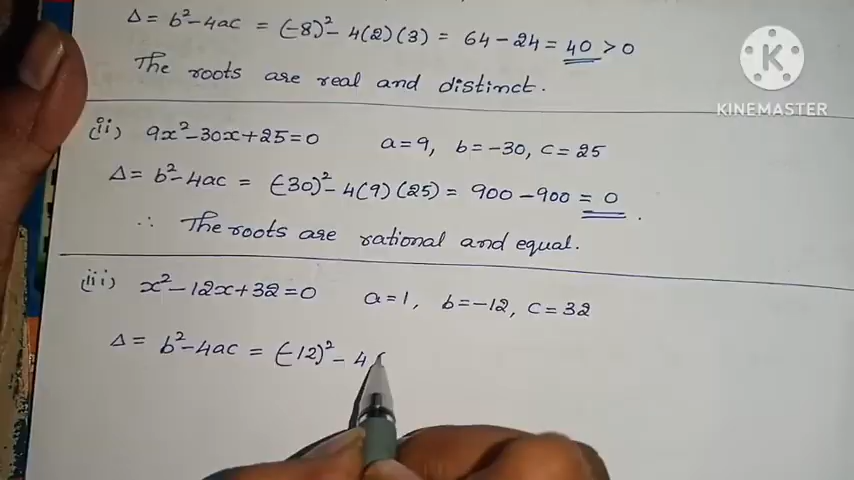 Δ = b²-4ac = (-8)²- 4(2)(3) = 64-24 = 40 > 0
The roots are real and distinct.
KINEMASTER
(ii) 9x²-30x+25=0 a=9, b=-30, c=25
Δ = b²-4ac = (-30)²-4(9)(25) = 900-900 = 0.
∴ The roots are rational and equal.
(iii) x²-12x+32=0 a=1, b=-12, c=32
Δ = b²-4ac = (-12)²- 4(